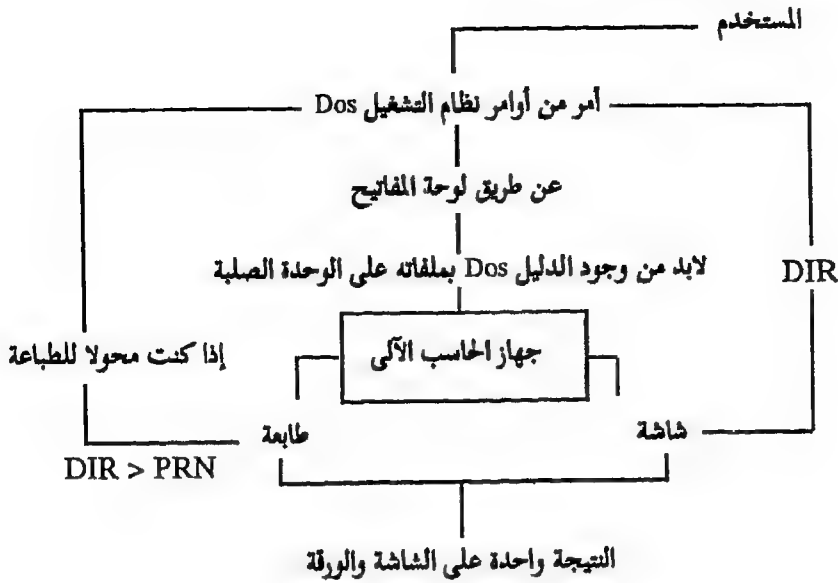 المستخدم
أمر من أوامر نظام التشغيل Dos
عن طريق لوحة المفاتيح
لابد من وجود الدليل Dos بملفاته على الوحدة الصلبة
DIR
جهاز الحاسب الآلى
إذا كنت محولا للطباعة
شاشة
طابعة
DIR > PRN
النتيجة واحدة على الشاشة والورقة